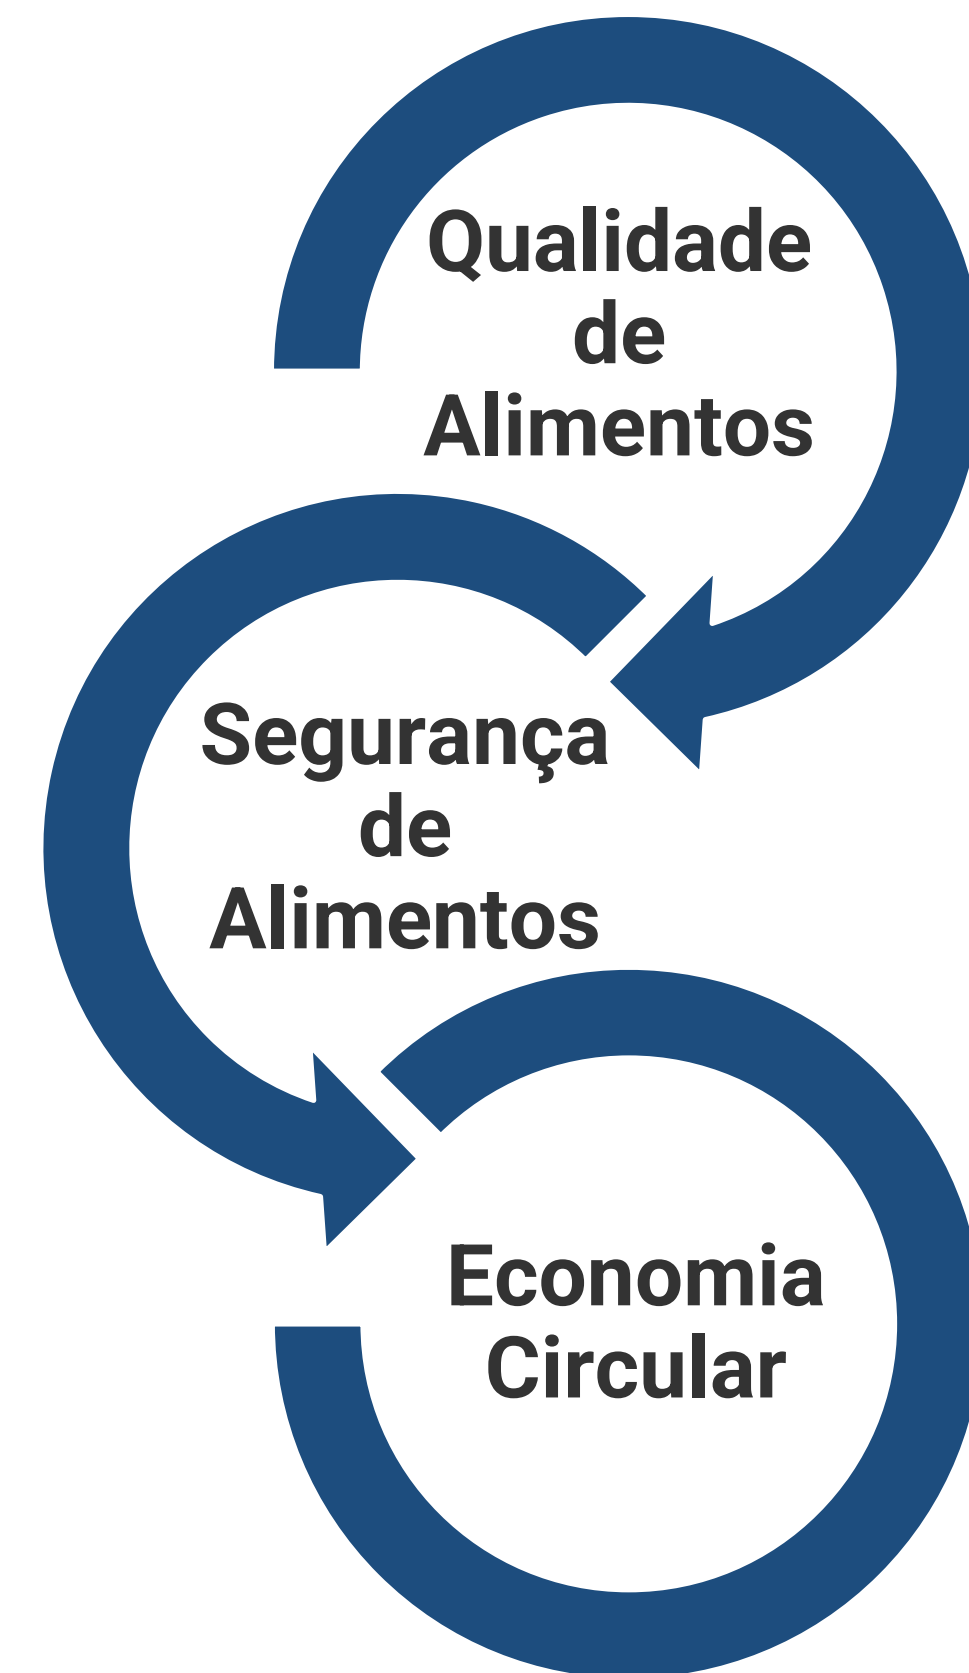 Qualidade
de
Alimentos
Segurança
de
Alimentos
Economia
Circular